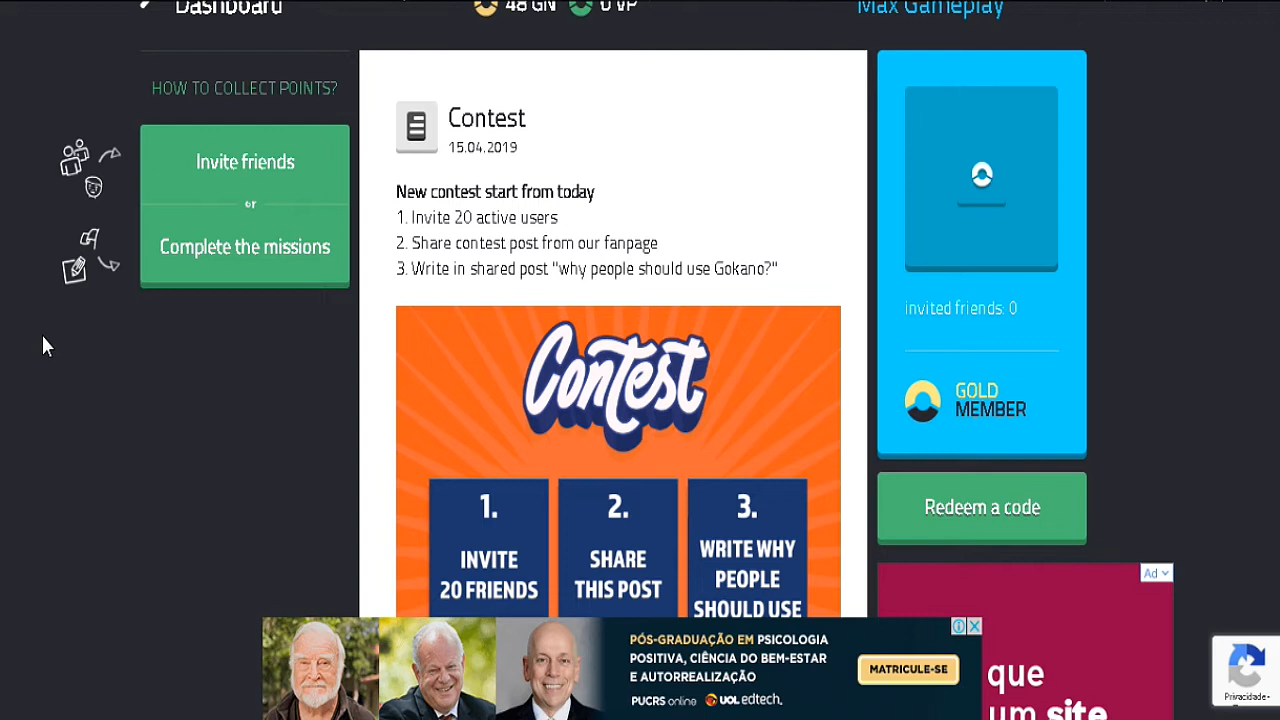 Dashboard
48 GN
0 VP
Max Gameplay
HOW TO COLLECT POINTS?
Invite friends
or
Complete the missions
Contest
15.04.2019
New contest start from today
1. Invite 20 active users
2. Share contest post from our fanpage
3. Write in shared post "why people should use Gokano?"
Contest
1.
INVITE
20 FRIENDS
2.
SHARE
THIS POST
3.
WRITE WHY
PEOPLE
SHOULD USE
invited friends: 0
GOLD
MEMBER
Redeem a code
Ad
que
um site
PÓS-GRADUAÇÃO EM PSICOLOGIA
POSITIVA, CIÊNCIA DO BEM-ESTAR
E AUTORREALIZAÇÃO
PUCRS online UOL edtech.
MATRICULE-SE
Privacidade